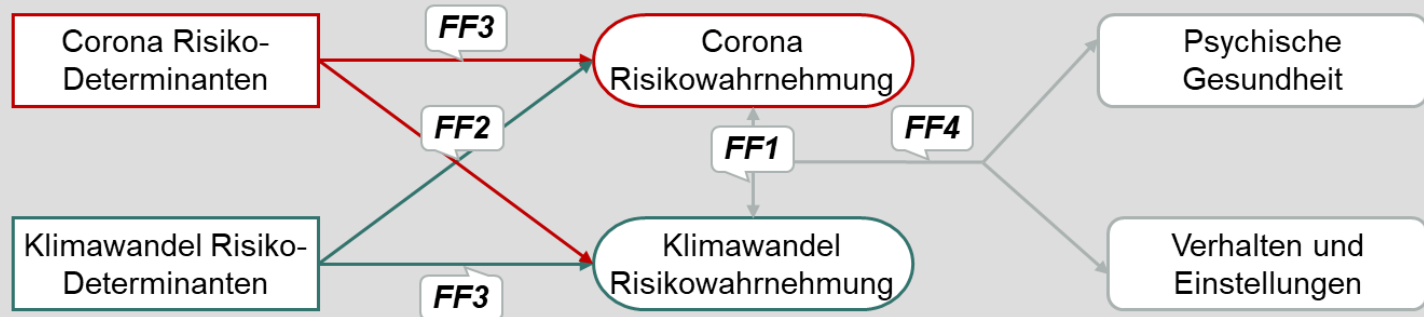 Corona Risiko-
Determinanten
FF3
Corona
Risikowahrnehmung
Psychische
Gesundheit
FF2
FF1
FF4
Klimawandel Risiko-
Determinanten
FF3
Klimawandel
Risikowahrnehmung
Verhalten und
Einstellungen